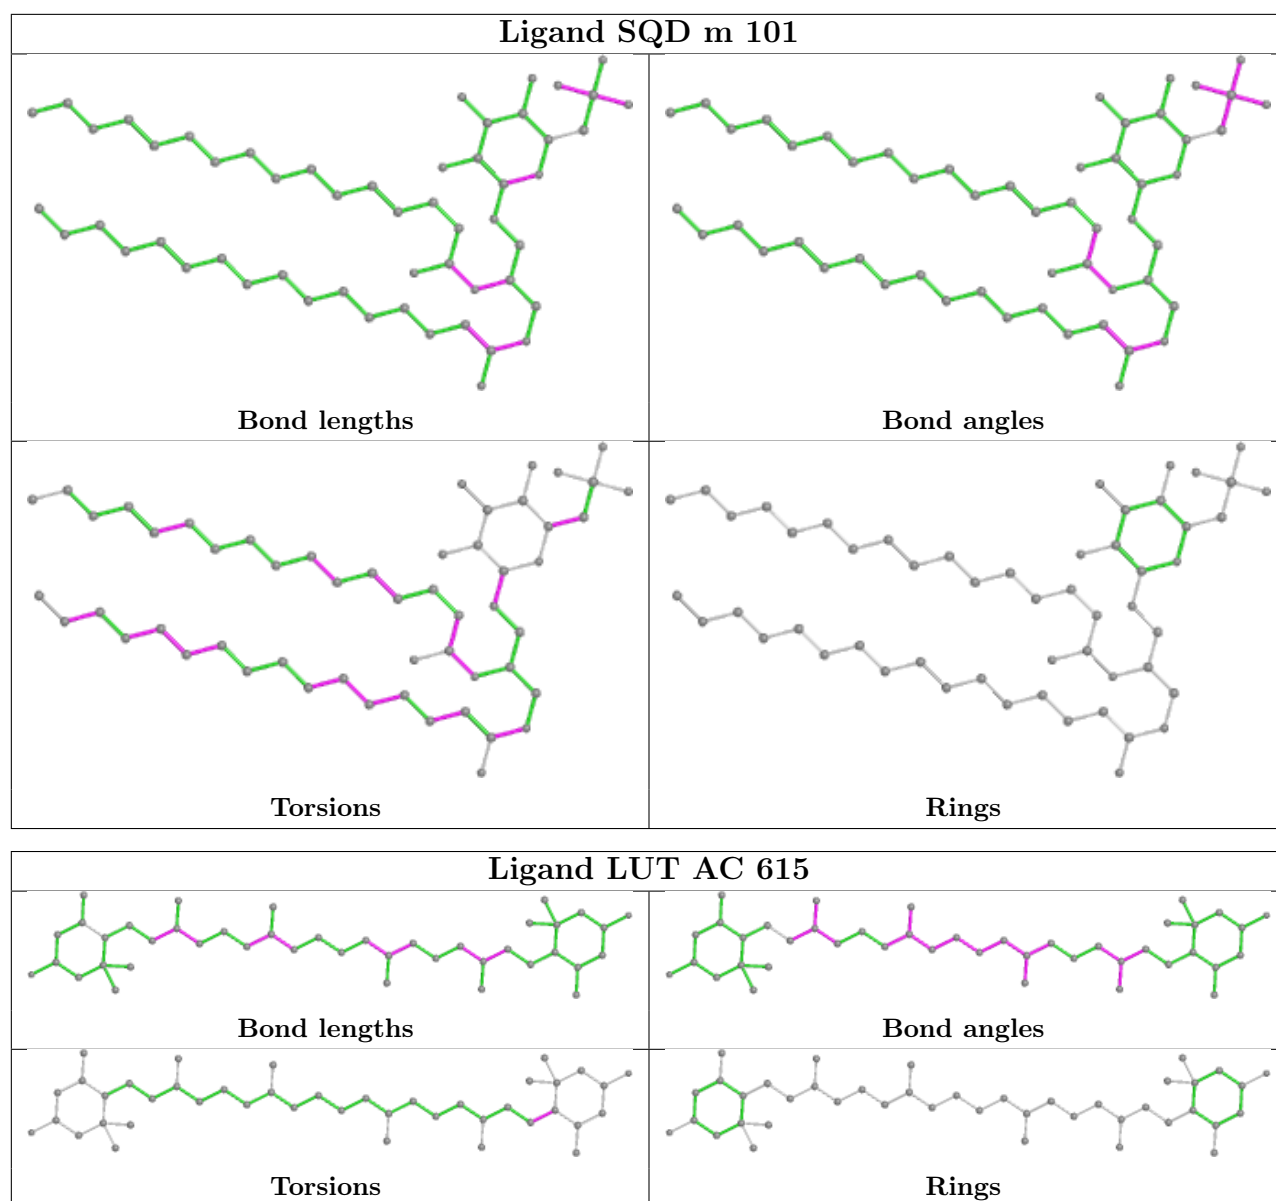 Ligand SQD m 101
Bond lengths
Bond angles
Torsions
Rings
Ligand LUT AC 615
Bond lengths
Bond angles
Torsions
Rings